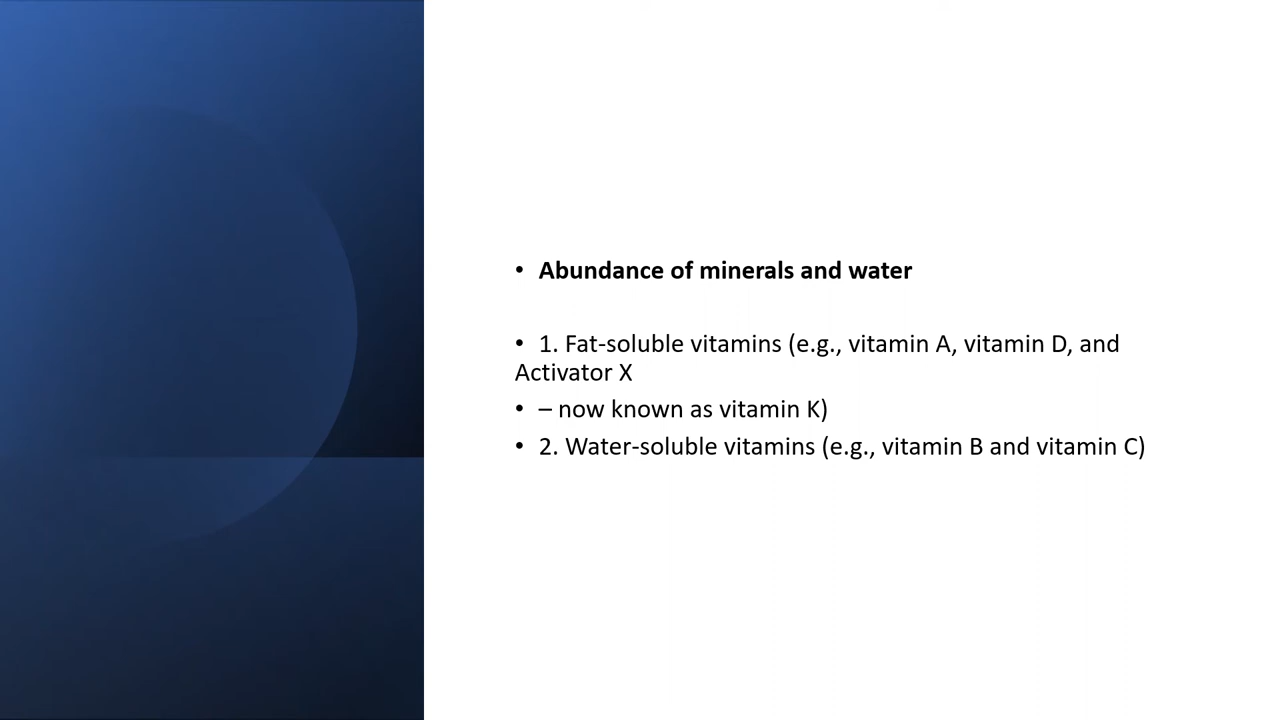 • Abundance of minerals and water
• 1. Fat-soluble vitamins (e.g., vitamin A, vitamin D, and
Activator X
• – now known as vitamin K)
• 2. Water-soluble vitamins (e.g., vitamin B and vitamin C)